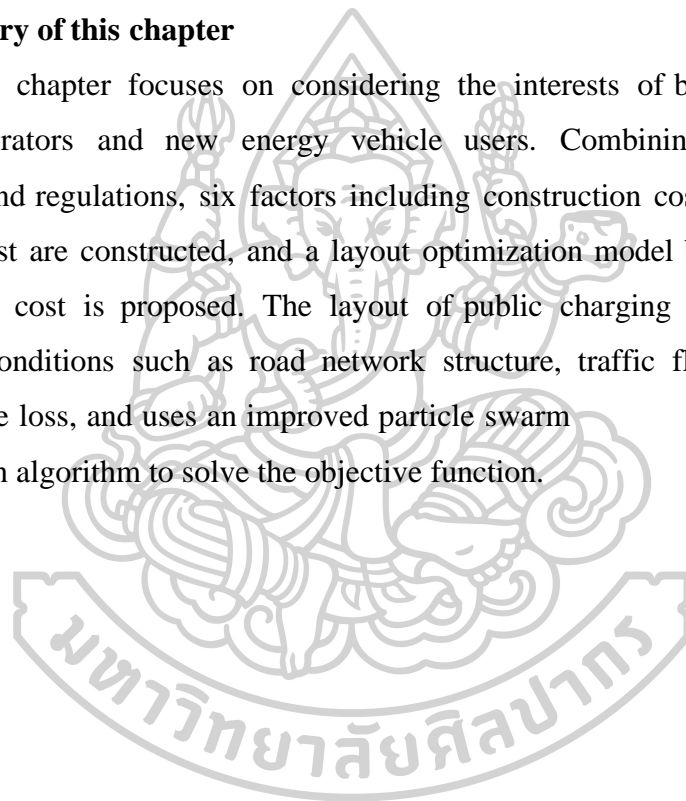 ry of this chapter
chapter focuses on considering the interests of b
rators and new energy vehicle users. Combinin
nd regulations, six factors including construction cos
st are constructed, and a layout optimization model
cost is proposed. The layout of public charging
onditions such as road network structure, traffic fl
e loss, and uses an improved particle swarm
n algorithm to solve the objective function.
มหาวิทยาลัยศิลปากร